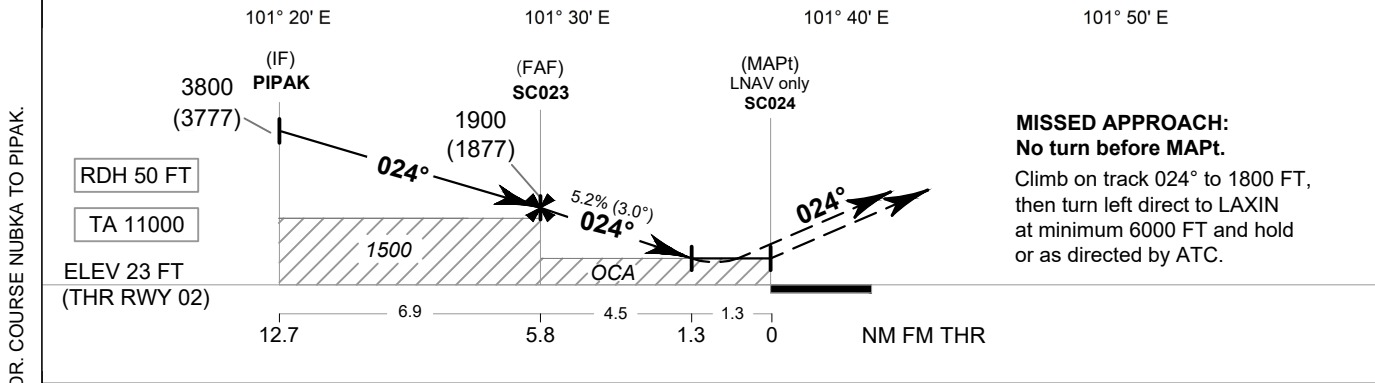 101° 20' E
101° 30' E
101° 40' E
101° 50' E
(IF)
PIPAK
(FAF)
SC023
(MAPt)
LNAV only
SC024
3800
(3777)
1900
(1877)
RDH 50 FT
TA 11000
ELEV 23 FT
(THR RWY 02)
024°
5.2% (3.0°)
024°
024°
1500
OCA
6.9
4.5
1.3
12.7
5.8
1.3
0
NM FM THR
MISSED APPROACH:
No turn before MAPt.
Climb on track 024° to 1800 FT,
then turn left direct to LAXIN
at minimum 6000 FT and hold
or as directed by ATC.
OR. COURSE NUBKA TO PIPAK.